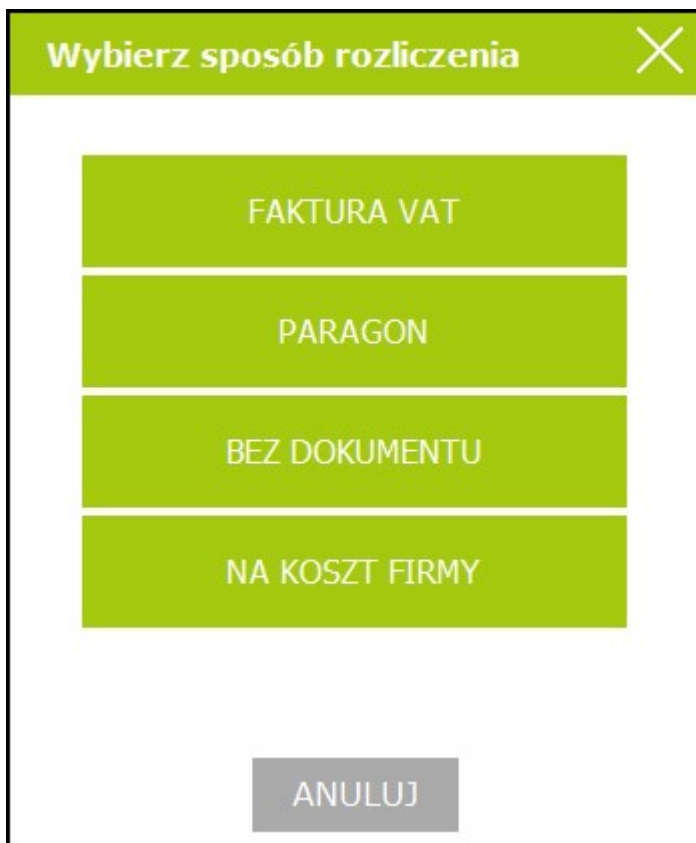 Wybierz sposób rozliczenia
FAKTURA VAT
PARAGON
BEZ DOKUMENTU
NA KOSZT FIRMY
ANULUJ